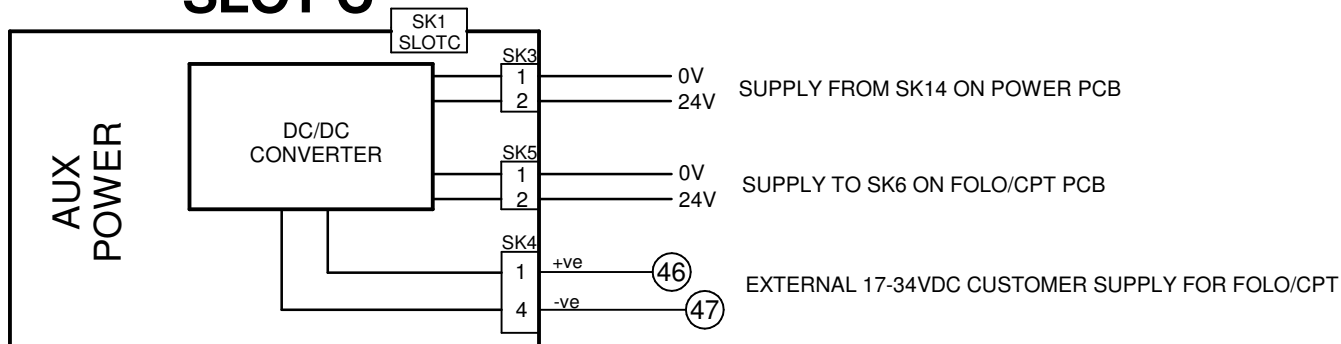 SLOT C
SK1
SLOTC
AUX
POWER
DC/DC
CONVERTER
SK3
1 0V
2 24V
SUPPLY FROM SK14 ON POWER PCB
SK5
1 0V
2 24V
SUPPLY TO SK6 ON FOLO/CPT PCB
SK4
1 +ve 46
4 -ve 47
EXTERNAL 17-34VDC CUSTOMER SUPPLY FOR FOLO/CPT